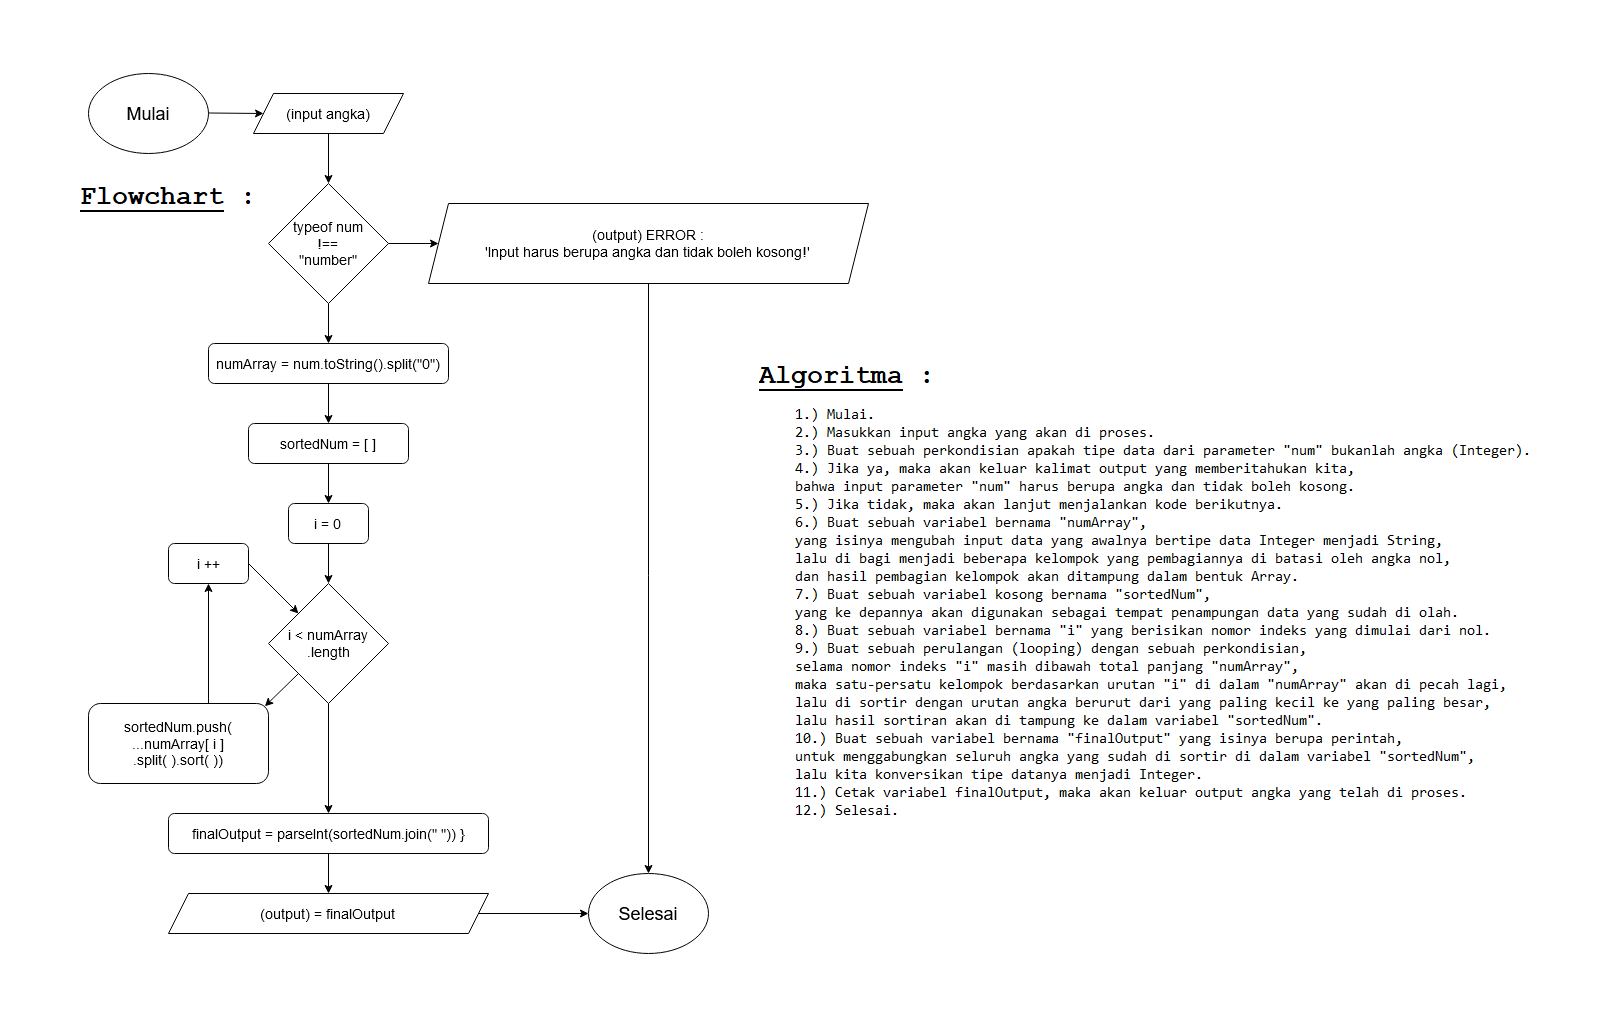 Mulai
(input angka)
Flowchart :
typeof num
!==
"number"
(output) ERROR :
'Input harus berupa angka dan tidak boleh kosong!'
numArray = num.toString().split("0")
sortedNum = [ ]
i = 0
i ++
i < numArray
.length
sortedNum.push(
...numArray[ i ]
.split( ).sort( ))
finalOutput = parseInt(sortedNum.join(" ")) }
(output) = finalOutput
Selesai
Algoritma :
1.) Mulai.
2.) Masukkan input angka yang akan di proses.
3.) Buat sebuah perkondisian apakah tipe data dari parameter "num" bukanlah angka (Integer).
4.) Jika ya, maka akan keluar kalimat output yang memberitahukan kita,
bahwa input parameter "num" harus berupa angka dan tidak boleh kosong.
5.) Jika tidak, maka akan lanjut menjalankan kode berikutnya.
6.) Buat sebuah variabel bernama "numArray",
yang isinya mengubah input data yang awalnya bertipe data Integer menjadi String,
lalu di bagi menjadi beberapa kelompok yang pembagiannya di batasi oleh angka nol,
dan hasil pembagian kelompok akan ditampung dalam bentuk Array.
7.) Buat sebuah variabel kosong bernama "sortedNum",
yang ke depannya akan digunakan sebagai tempat penampungan data yang sudah di olah.
8.) Buat sebuah variabel bernama "i" yang berisikan nomor indeks yang dimulai dari nol.
9.) Buat sebuah perulangan (looping) dengan sebuah perkondisian,
selama nomor indeks "i" masih dibawah total panjang "numArray",
maka satu-persatu kelompok berdasarkan urutan "i" di dalam "numArray" akan di pecah lagi,
lalu di sortir dengan urutan angka berurut dari yang paling kecil ke yang paling besar,
lalu hasil sortiran akan di tampung ke dalam variabel "sortedNum".
10.) Buat sebuah variabel bernama "finalOutput" yang isinya berupa perintah,
untuk menggabungkan seluruh angka yang sudah di sortir di dalam variabel "sortedNum",
lalu kita konversikan tipe datanya menjadi Integer.
11.) Cetak variabel finalOutput, maka akan keluar output angka yang telah di proses.
12.) Selesai.